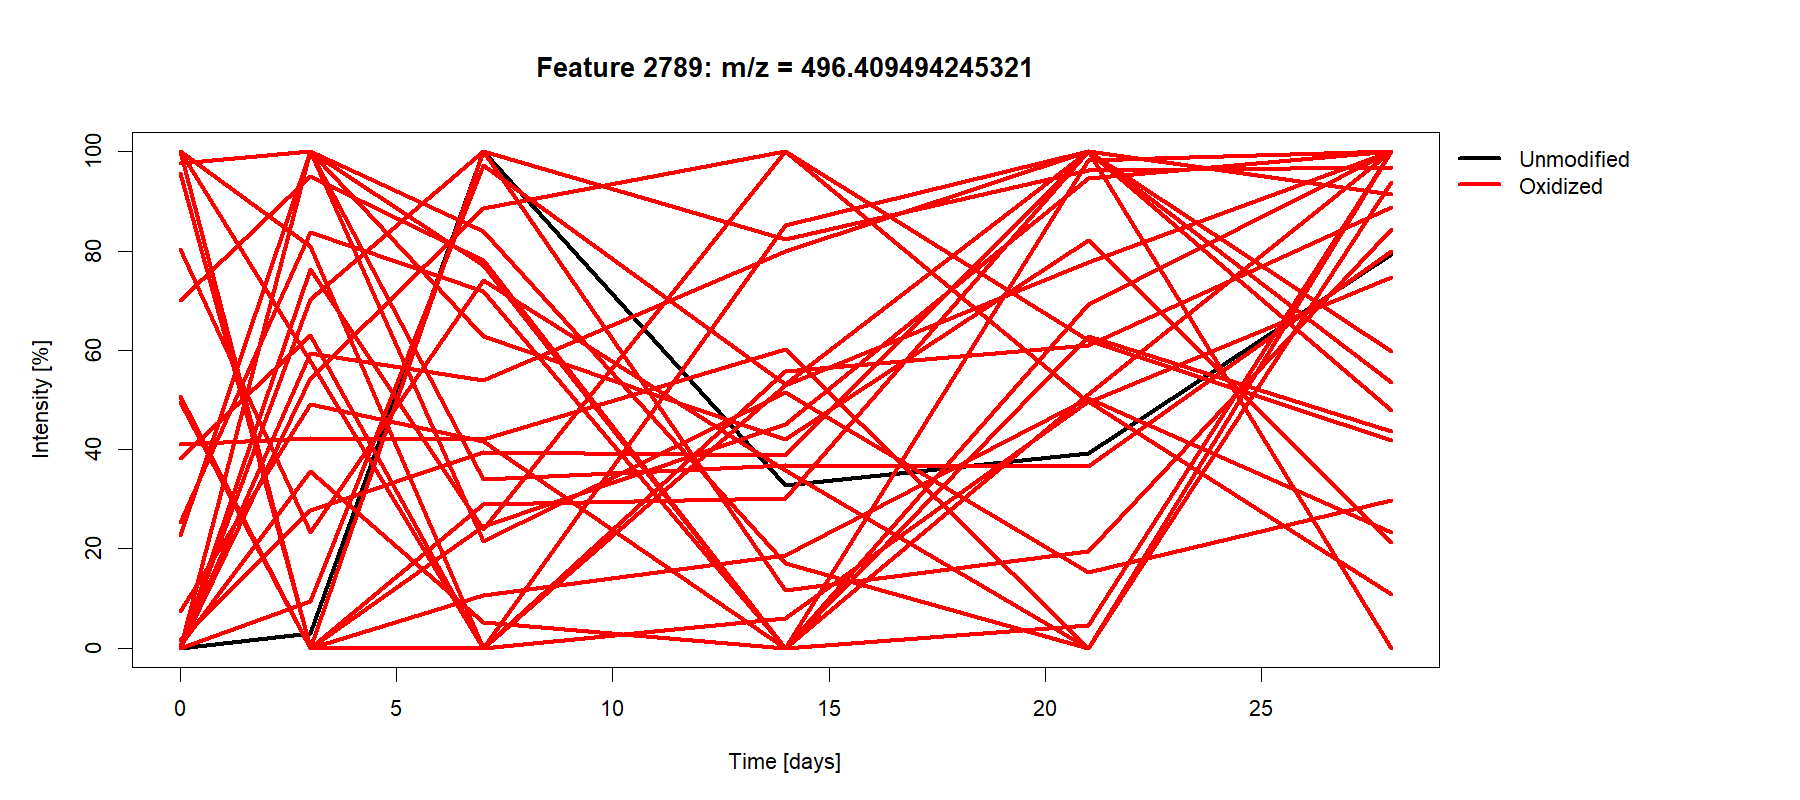 Feature 2789: m/z = 496.409494245321
Unmodified
Oxidized
Intensity [%]
100
80
60
40
20
0
0 5 10 15 20 25
Time [days]